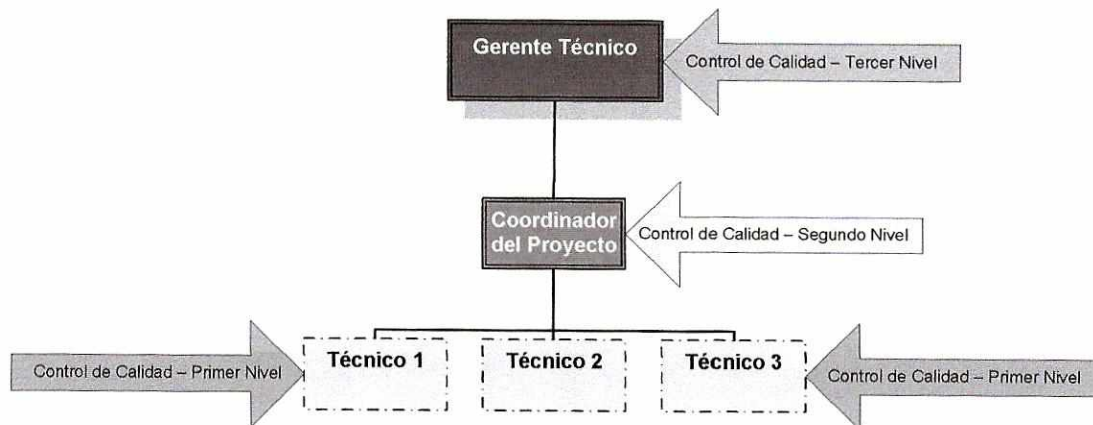 Gerente Técnico
Control de Calidad – Tercer Nivel
Coordinador
del Proyecto
Control de Calidad – Segundo Nivel
Control de Calidad – Primer Nivel
Técnico 1
Técnico 2
Técnico 3
Control de Calidad – Primer Nivel